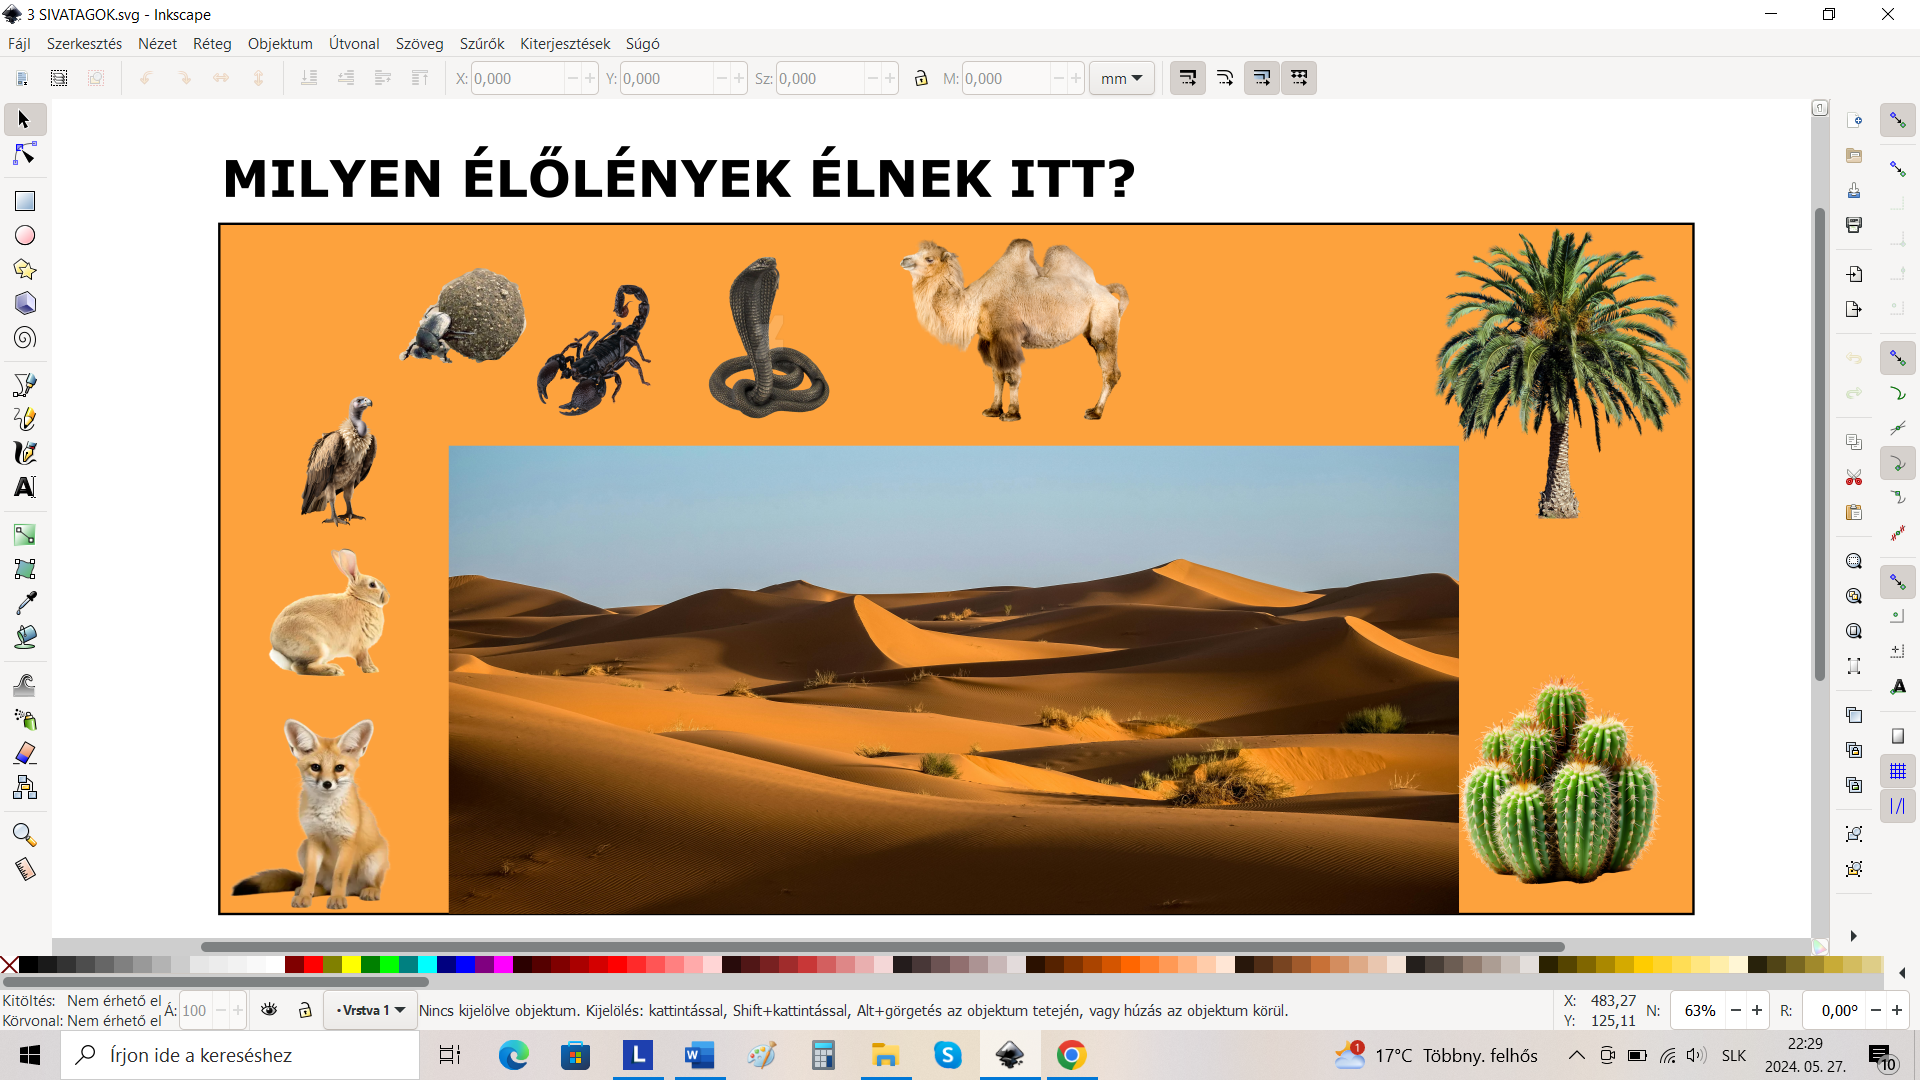 3 SIVATAGOK.svg - Inkscape
Fájl Szerkesztés Nézet Réteg Objektum Útvonal Szöveg Szűrők Kiterjesztések Súgó
X: 0,000 Y: 0,000 Sz: 0,000 M: 0,000 mm
MILYEN ÉLŐLÉNYEK ÉLNEK ITT?
Kitöltés: Nem érhető el Á: 100 Vrstva 1 Nincs kijelölve objektum. Kijelölés: kattintással, Shift+kattintással, Alt+görgetés az objektum tetején, vagy húzás az objektum körül. X: 483,27 N: 63% R: 0,00°
Körvonal: Nem érhető el Y: 125,11
Írjon ide a kereséshez L W 1 17°C Többny. felhős SLK 22:29
2024. 05. 27. 10